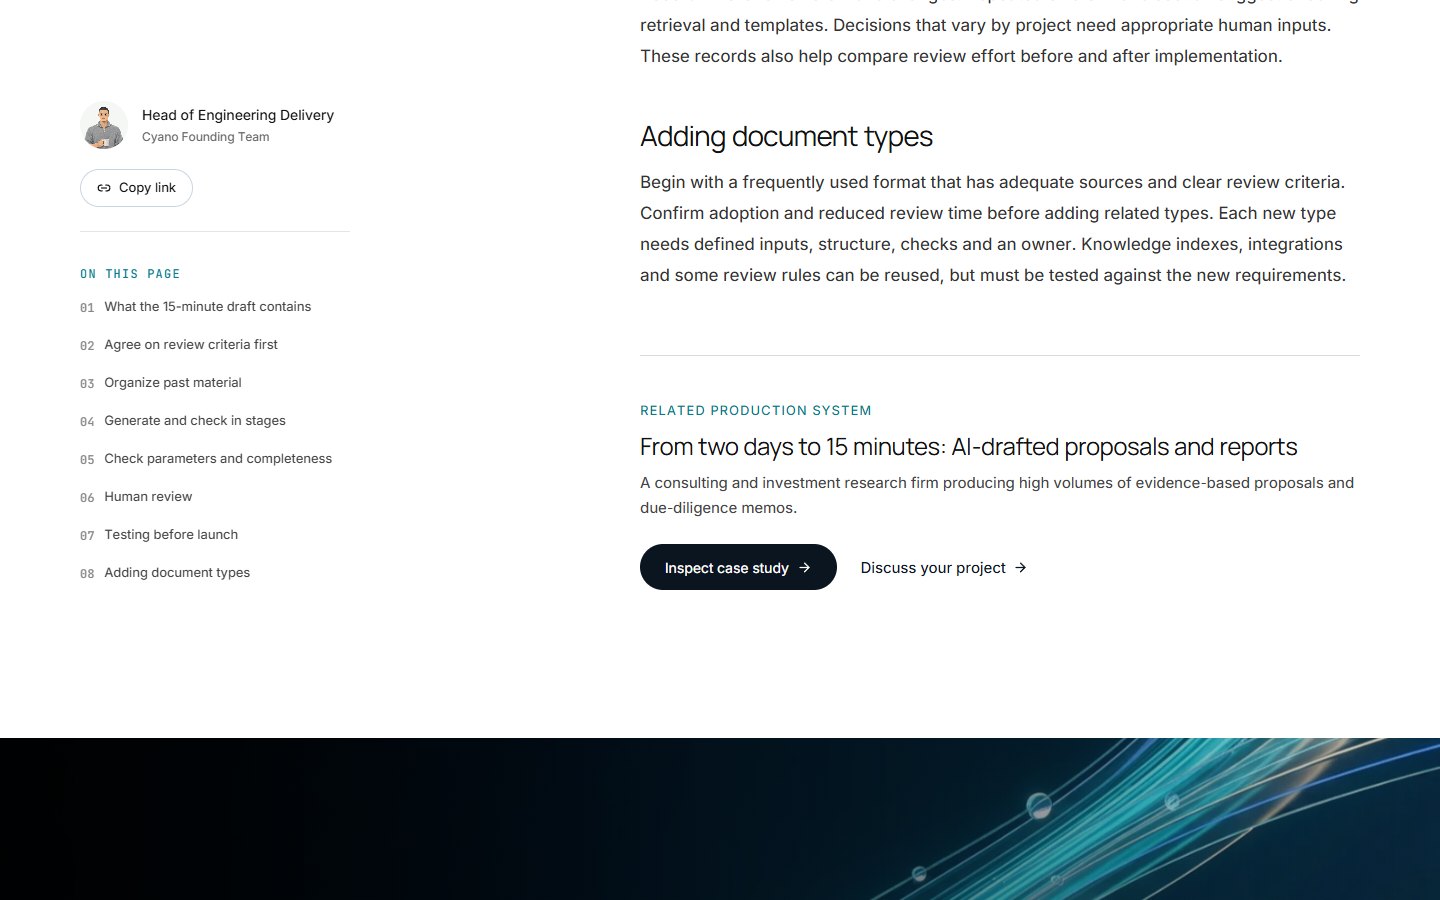 retrieval and templates. Decisions that vary by project need appropriate human inputs.
These records also help compare review effort before and after implementation.
Head of Engineering Delivery
Cyano Founding Team
Copy link
ON THIS PAGE
01 What the 15-minute draft contains
02 Agree on review criteria first
03 Organize past material
04 Generate and check in stages
05 Check parameters and completeness
06 Human review
07 Testing before launch
08 Adding document types
Adding document types
Begin with a frequently used format that has adequate sources and clear review criteria.
Confirm adoption and reduced review time before adding related types. Each new type
needs defined inputs, structure, checks and an owner. Knowledge indexes, integrations
and some review rules can be reused, but must be tested against the new requirements.
RELATED PRODUCTION SYSTEM
From two days to 15 minutes: AI-drafted proposals and reports
A consulting and investment research firm producing high volumes of evidence-based proposals and
due-diligence memos.
Inspect case study →
Discuss your project →